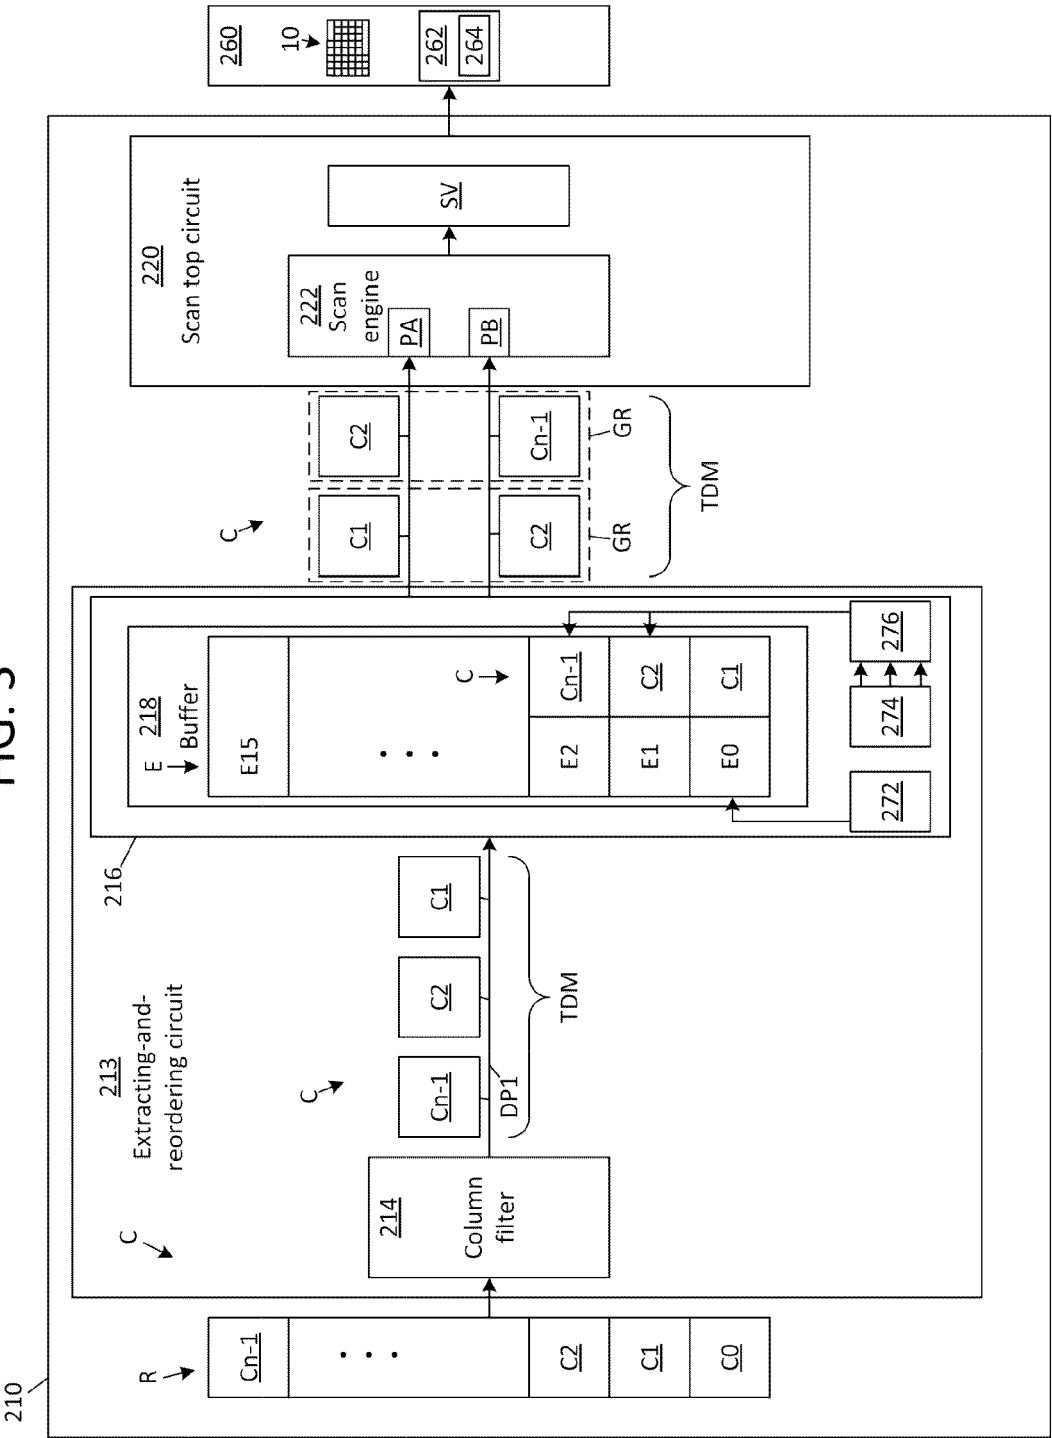 FIG. 3
210
R
Cn-1
• • •
C2
C1
C0
213
Extracting-and-
reordering circuit
C
214
Column
filter
C
Cn-1
C2
C1
DP1
TDM
216
218
Buffer
E
E15
• • •
C
E2
Cn-1
E1
C2
E0
C1
272
274
276
C
C1
C2
C2
Cn-1
GR
GR
TDM
220
Scan top circuit
222
Scan
engine
PA
PB
SV
260
10
262
264